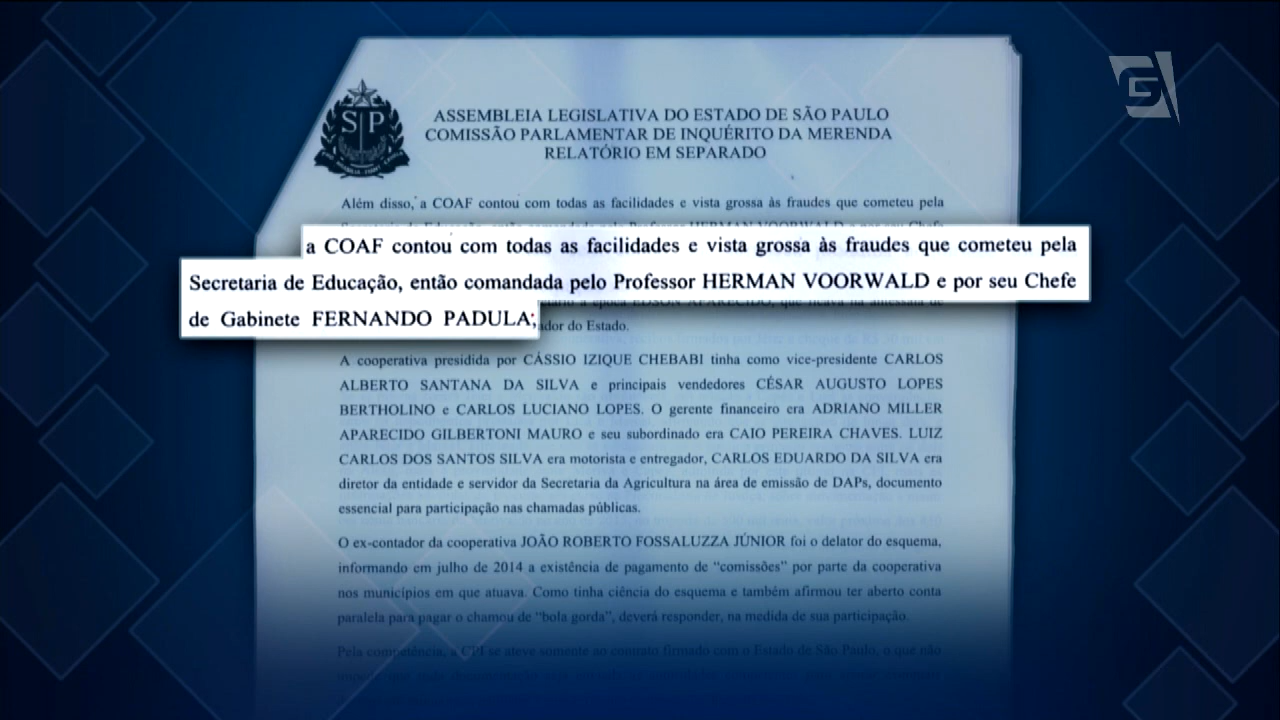 SP
ASSEMBLEIA LEGISLATIVA DO ESTADO DE SÃO PAULO
COMISSÃO PARLAMENTAR DE INQUÉRITO DA MERENDA
RELATÓRIO EM SEPARADO
Além disso, a COAF contou com todas as facilidades e vista grossa às fraudes que cometeu pela
a COAF contou com todas as facilidades e vista grossa às fraudes que cometeu pela
Secretaria de Educação, então comandada pelo Professor HERMAN VOORWALD e por seu Chefe
de Gabinete FERNANDO PADULA;
do Estado.
A cooperativa presidida por CÁSSIO IZIQUE CHEBABI tinha como vice-presidente CARLOS
ALBERTO SANTANA DA SILVA e principais vendedores CÉSAR AUGUSTO LOPES
BERTHOLINO e CARLOS LUCIANO LOPES. O gerente financeiro era ADRIANO MILLER
APARECIDO GILBERTONI MAURO e seu subordinado era CAIO PEREIRA CHAVES. LUIZ
CARLOS DOS SANTOS SILVA era motorista e entregador, CARLOS EDUARDO DA SILVA era
diretor da entidade e servidor da Secretaria da Agricultura na área de emissão de DAPs, documento
essencial para participação nas chamadas públicas.
O ex-contador da cooperativa JOÃO ROBERTO FOSSALUZZA JÚNIOR foi o delator do esquema,
informando em julho de 2014 a existência de pagamento de “comissões” por parte da cooperativa
nos municípios em que atuava. Como tinha ciência do esquema e também afirmou ter aberto conta
paralela para pagar o chamou de “bola gorda”, deverá responder, na medida de sua participação.
Pela competência, a CPI se ateve somente ao contrato firmado com o Estado de São Paulo, o que não